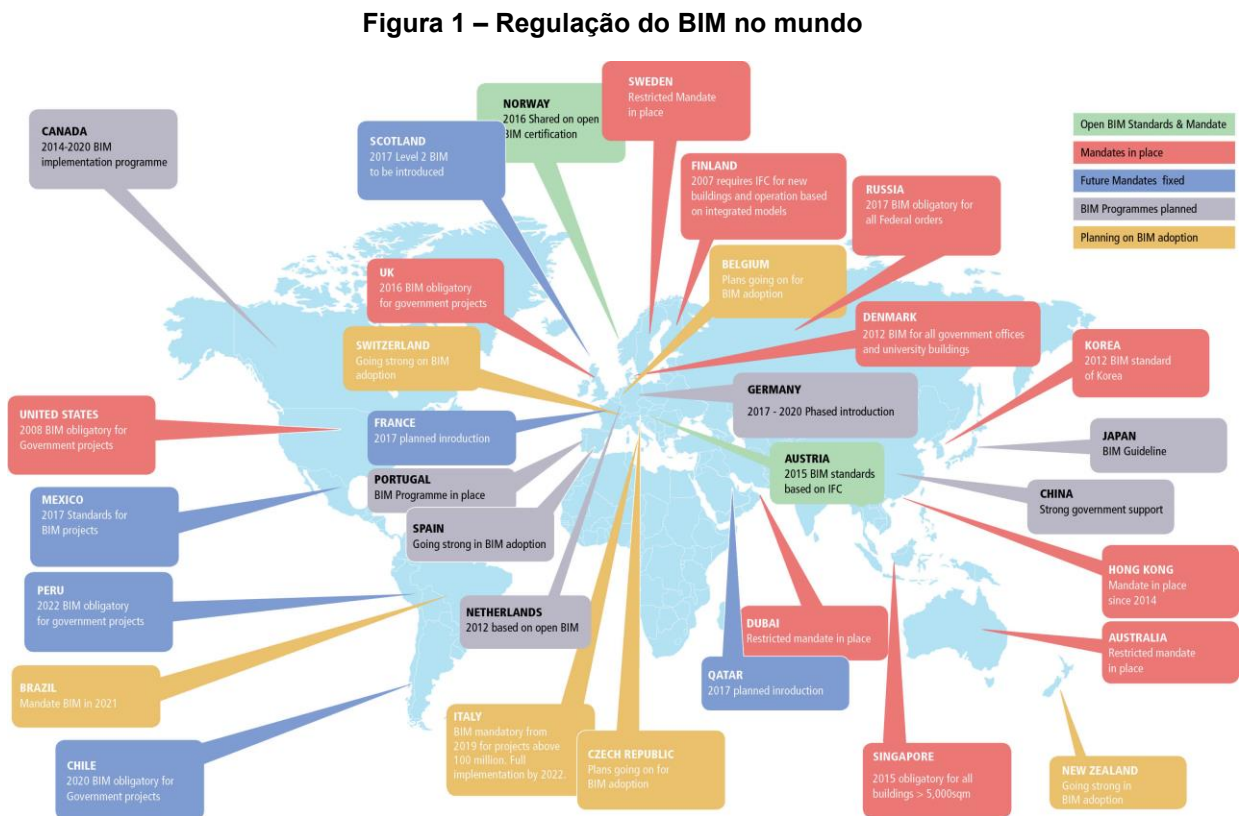 Figura 1 – Regulação do BIM no mundo
SWEDEN
Restricted Mandate
in place
NORWAY
2016 Shared on open
BIM certification
CANADA
2014-2020 BIM
implementation programme
SCOTLAND
2017 Level 2 BIM
to be introduced
Open BIM Standards & Mandate
Mandates in place
Future Mandates fixed
BIM Programmes planned
Planning on BIM adoption
FINLAND
2007 requires IFC for new
buildings and operation based
on integrated models
RUSSIA
2017 BIM obligatory for
all Federal orders
UK
2016 BIM obligatory
for government projects
BELGIUM
Plans going on for
BIM adoption
DENMARK
2012 BIM for all government offices
and university buildings
SWITZERLAND
Going strong on BIM
adoption
KOREA
2012 BIM standard
of Korea
GERMANY
2017 - 2020 Phased introduction
UNITED STATES
2008 BIM obligatory for
Government projects
FRANCE
2017 planned inroduction
JAPAN
BIM Guideline
AUSTRIA
2015 BIM standards
based on IFC
PORTUGAL
BIM Programme in place
CHINA
Strong government support
MEXICO
2017 Standards for
BIM projects
SPAIN
Going strong in BIM adoption
HONG KONG
Mandate in place
since 2014
PERU
2022 BIM obligatory
for government projects
NETHERLANDS
2012 based on open BIM
DUBAI
Restricted mandate in place
AUSTRALIA
Restricted mandate
in place
QATAR
2017 planned inroduction
BRAZIL
Mandate BIM in 2021
ITALY
BIM mandatory from
2019 for projects above
100 million. Full
implementation by 2022.
CZECH REPUBLIC
Plans going on for
BIM adoption
SINGAPORE
2015 obligatory for all
buildings > 5,000sqm
NEW ZEALAND
Going strong in
BIM adoption
CHILE
2020 BIM obligatory for
Government projects